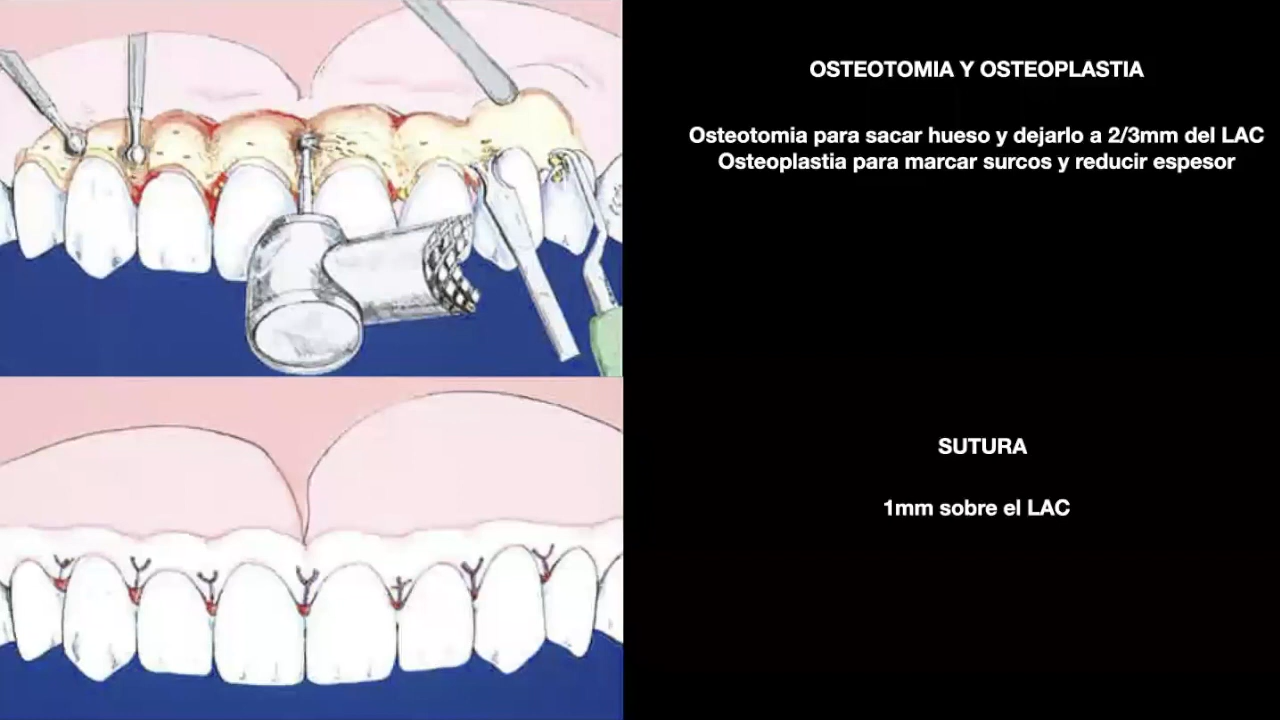 OSTEOTOMIA Y OSTEOPLASTIA
Osteotomia para sacar hueso y dejarlo a 2/3mm del LAC
Osteoplastia para marcar surcos y reducir espesor
SUTURA
1mm sobre el LAC